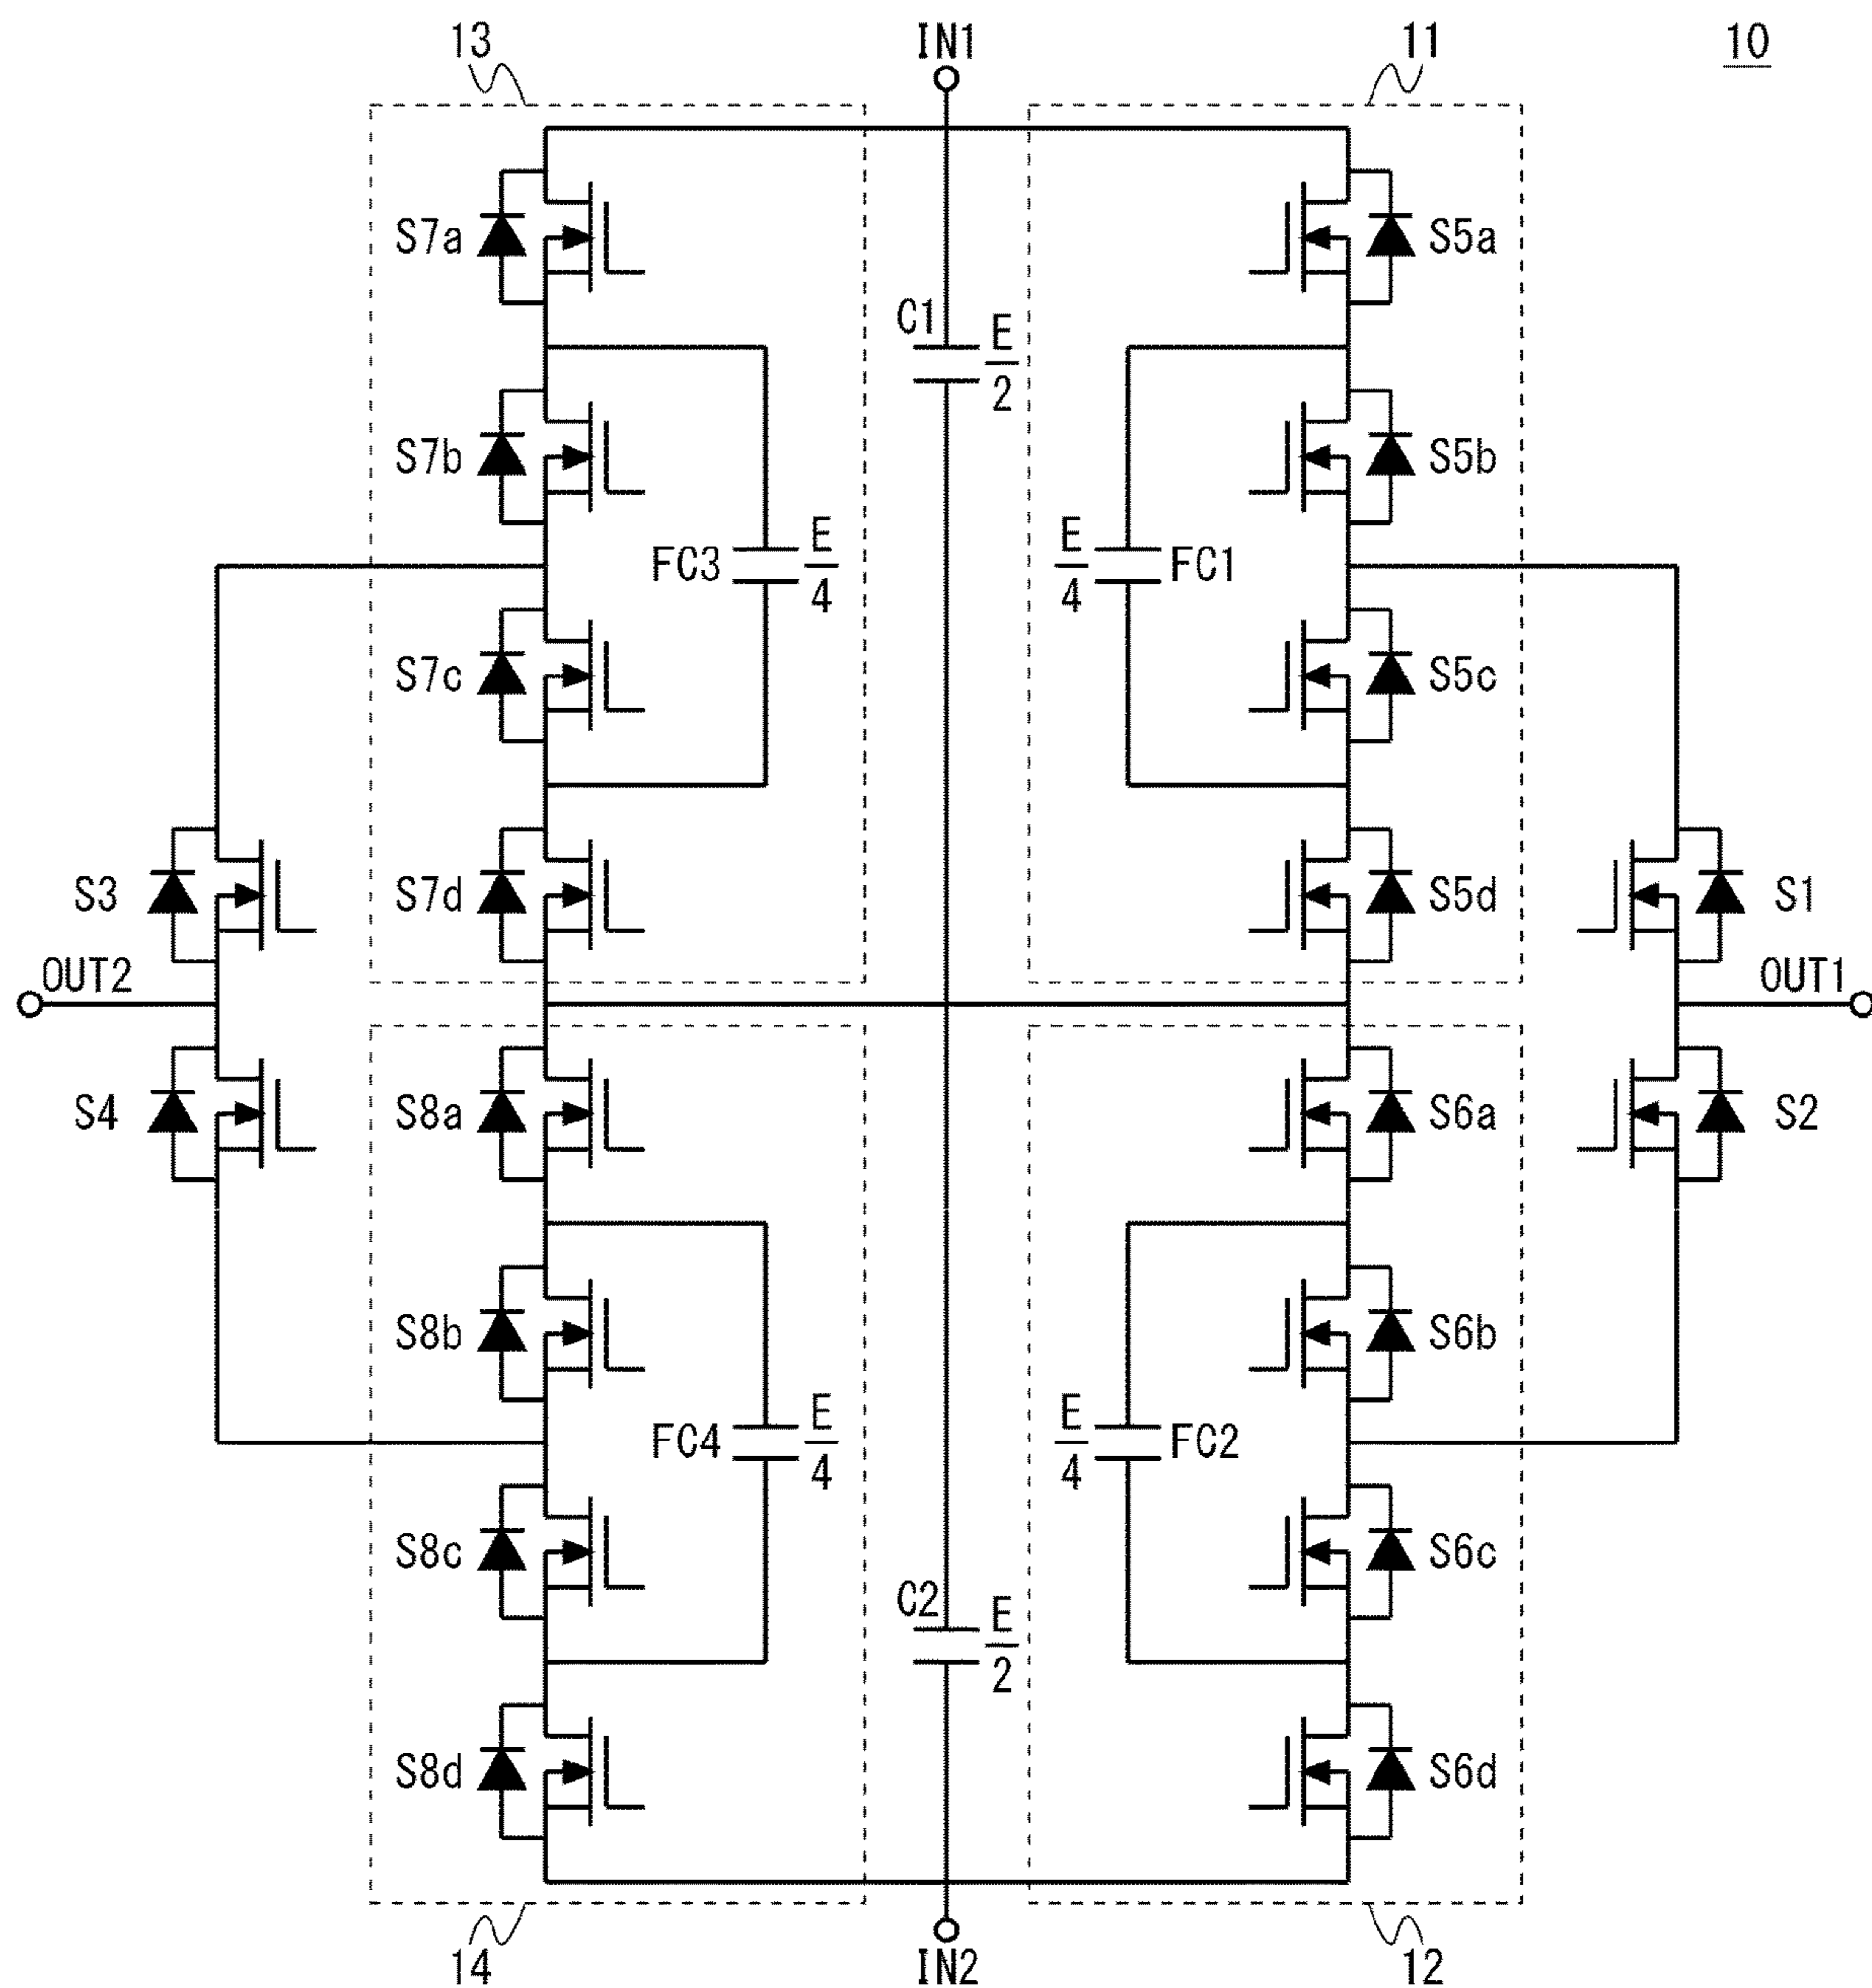 13
IN1
11
10
S7a
S5a
C1
E
2
S7b
S5b
FC3
E
4
E
4
FC1
S7c
S5c
S3
S7d
S5d
S1
OUT2
OUT1
S4
S8a
S6a
S2
S8b
S6b
FC4
E
4
E
4
FC2
S8c
S6c
C2
E
2
S8d
S6d
14
IN2
12